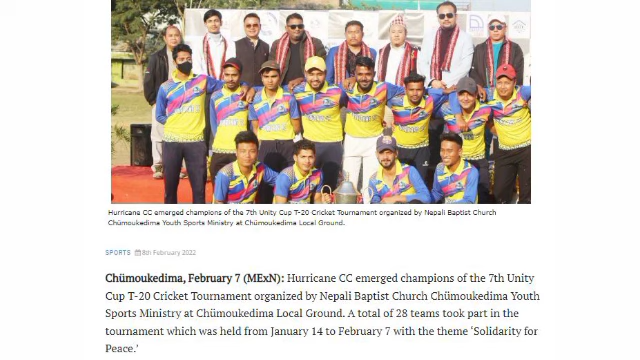 Hurricane CC emerged champions of the 7th Unity Cup T-20 Cricket Tournament organized by Nepali Baptist Church
Chümoukedima Youth Sports Ministry at Chümoukedima Local Ground.
SPORTS 8th February 2022
Chümoukedima, February 7 (MExN): Hurricane CC emerged champions of the 7th Unity
Cup T-20 Cricket Tournament organized by Nepali Baptist Church Chümoukedima Youth
Sports Ministry at Chümoukedima Local Ground. A total of 28 teams took part in the
tournament which was held from January 14 to February 7 with the theme ‘Solidarity for
Peace.’